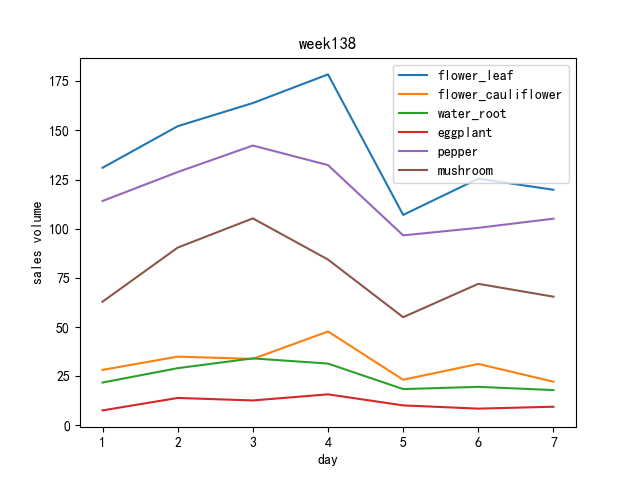 week138
flower_leaf
flower_cauliflower
water_root
eggplant
pepper
mushroom
sales volume
175
150
125
100
75
50
25
0
1 2 3 4 5 6 7
day